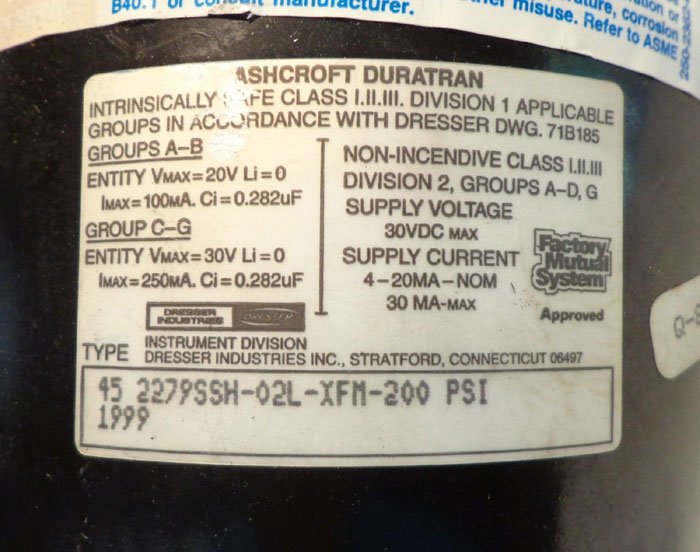 B40.1 or consult manufacturer.
misuse. Refer to ASME
corrosion
ASHCROFT DURATRAN
INTRINSICALLY SAFE CLASS I.II.III. DIVISION 1 APPLICABLE
GROUPS IN ACCORDANCE WITH DRESSER DWG. 71B185
GROUPS A-B
ENTITY VMAX=20V Li=0
IMAX=100MA. Ci=0.282uF
GROUP C-G
ENTITY VMAX=30V Li=0
IMAX=250MA. Ci=0.282uF
NON-INCENDIVE CLASS I.II.III
DIVISION 2, GROUPS A-D, G
SUPPLY VOLTAGE
30VDC MAX
SUPPLY CURRENT
4-20MA-NOM
30 MA-MAX
Factory
Mutual
System
Approved
DRESSER
INDUSTRIES
DRESSER
INSTRUMENT DIVISION
TYPE DRESSER INDUSTRIES INC., STRATFORD, CONNECTICUT 06497
45 2279SSH-02L-XFM-200 PSI
1999